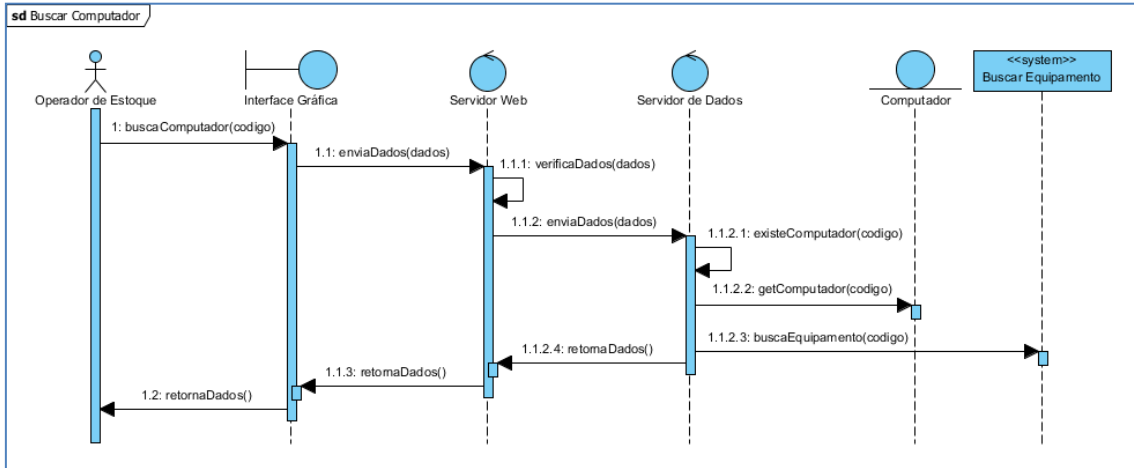 sd Buscar Computador
Operador de Estoque
Interface Gráfica
Servidor Web
Servidor de Dados
Computador
<<system>>
Buscar Equipamento
1: buscaComputador(codigo)
1.1: enviaDados(dados)
1.1.1: verificaDados(dados)
1.1.2: enviaDados(dados)
1.1.2.1: existeComputador(codigo)
1.1.2.2: getComputador(codigo)
1.1.2.3: buscaEquipamento(codigo)
1.1.2.4: retornaDados()
1.1.3: retornaDados()
1.2: retornaDados()